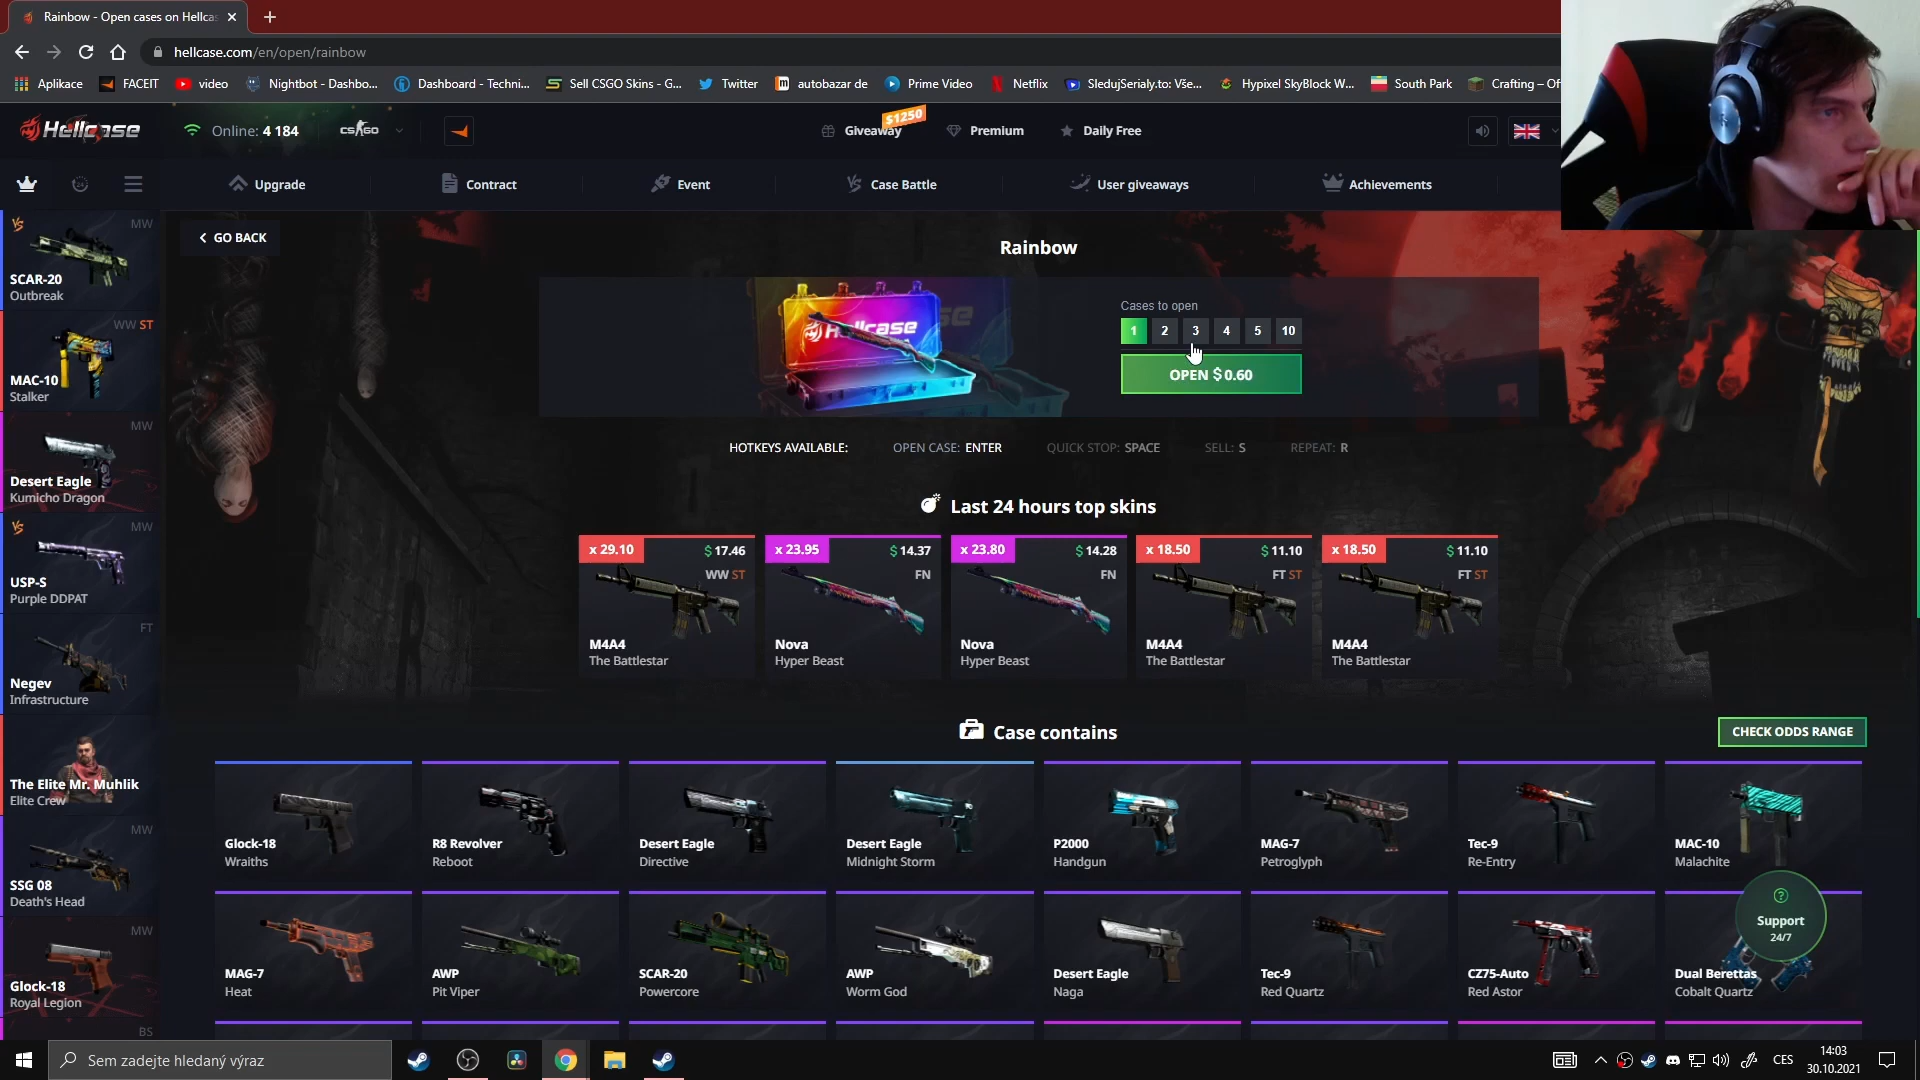 Rainbow - Open cases on Hellcas
hellcase.com/en/open/rainbow
Aplikace
FACEIT
video
Nightbot - Dashbo...
Dashboard - Techni...
Sell CSGO Skins - G...
Twitter
autobazar de
Prime Video
Netflix
SledujSerialy.to: Vše...
Hypixel SkyBlock W...
South Park
Crafting – Of
Hellcase
Online: 4 184
CS:GO
Giveaway
$1250
Premium
Daily Free
Upgrade
Contract
Event
Case Battle
User giveaways
Achievements
GO BACK
Rainbow
Hellcase
Cases to open
1 2 3 4 5 10
OPEN $ 0.60
HOTKEYS AVAILABLE: OPEN CASE: ENTER QUICK STOP: SPACE SELL: S REPEAT: R
Last 24 hours top skins
x 29.10 $ 17.46
WW ST
M4A4
The Battlestar
x 23.95 $ 14.37
FN
Nova
Hyper Beast
x 23.80 $ 14.28
FN
Nova
Hyper Beast
x 18.50 $ 11.10
FT ST
M4A4
The Battlestar
x 18.50 $ 11.10
FT ST
M4A4
The Battlestar
Case contains
CHECK ODDS RANGE
Glock-18
Wraiths
R8 Revolver
Reboot
Desert Eagle
Directive
Desert Eagle
Midnight Storm
P2000
Handgun
MAG-7
Petroglyph
Tec-9
Re-Entry
MAC-10
Malachite
MAG-7
Heat
AWP
Pit Viper
SCAR-20
Powercore
AWP
Worm God
Desert Eagle
Naga
Tec-9
Red Quartz
CZ75-Auto
Red Astor
Dual Berettas
Cobalt Quartz
Support
24/7
MW
SCAR-20
Outbreak
WW ST
MAC-10
Stalker
MW
Desert Eagle
Kumicho Dragon
MW
USP-S
Purple DDPAT
FT
Negev
Infrastructure
The Elite Mr. Muhlik
Elite Crew
MW
SSG 08
Death's Head
MW
Glock-18
Royal Legion
BS
Sem zadejte hledaný výraz
CES
14:03
30.10.2021